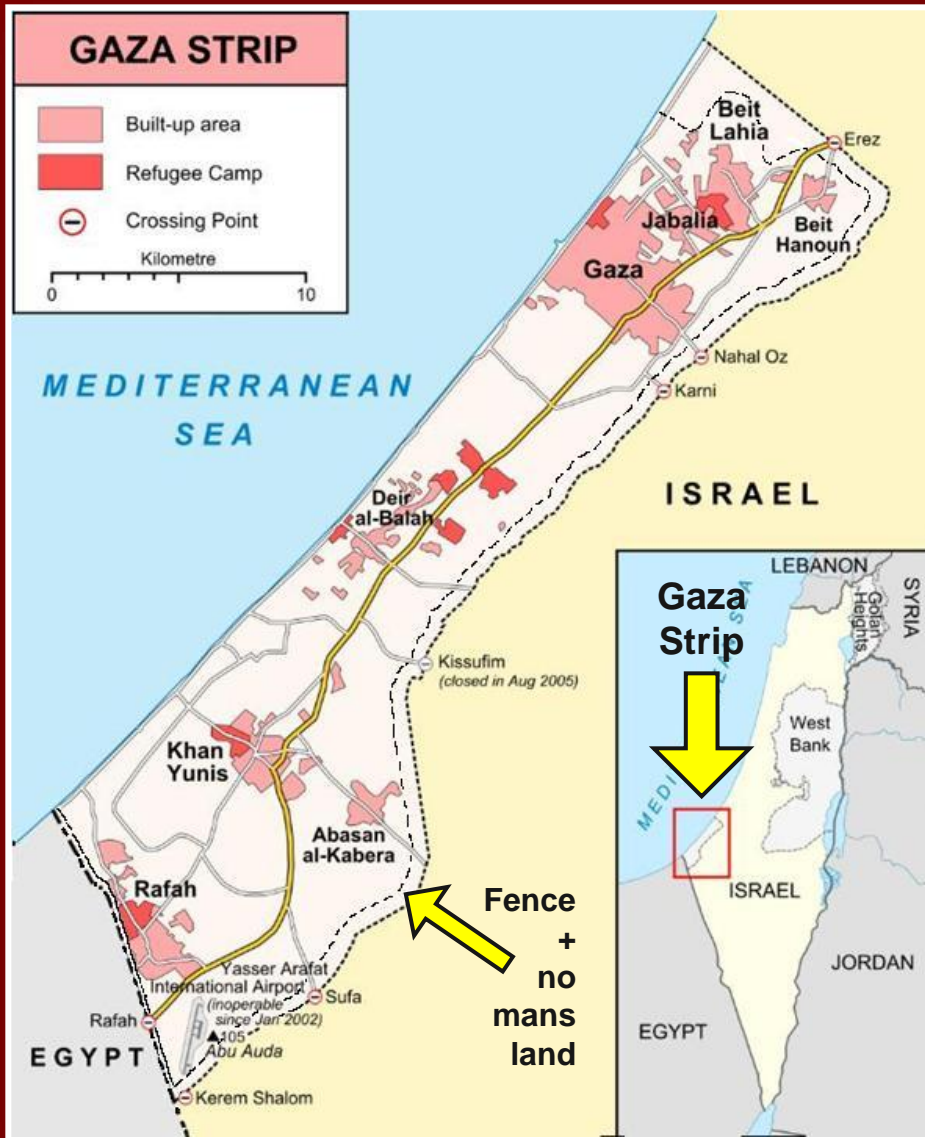 GAZA STRIP
Built-up area
Refugee Camp
Crossing Point
Kilometre
0 10
MEDITERRANEAN
SEA
Beit
Lahia
Erez
Jabalia
Beit
Hanoun
Gaza
Nahal Oz
Karni
ISRAEL
Deir
al-Balah
Kissufim
(closed in Aug 2005)
Khan
Yunis
Abasan
al-Kabera
Rafah
Yasser Arafat
International Airport
(inoperable
since Jan 2002)
105
Abu Auda
Sufa
Rafah
EGYPT
Kerem Shalom
Fence
+
no
mans
land
Gaza
Strip
LEBANON
SYRIA
Golan
Heights
West
Bank
ISRAEL
JORDAN
EGYPT